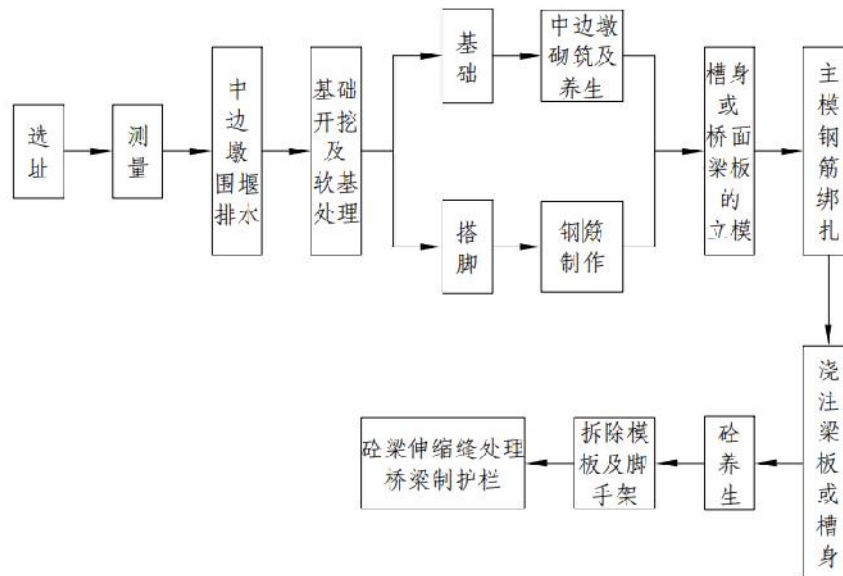 选址
测量
中边墩围堰排水
基础开挖及软基处理
基础
中边墩砌筑及养生
搭脚
钢筋制作
槽身或桥面梁板的立模
主模钢筋绑扎
浇注梁板或槽身
砼养生
拆除模板及脚手架
砼梁伸缩缝处理
桥梁制护栏